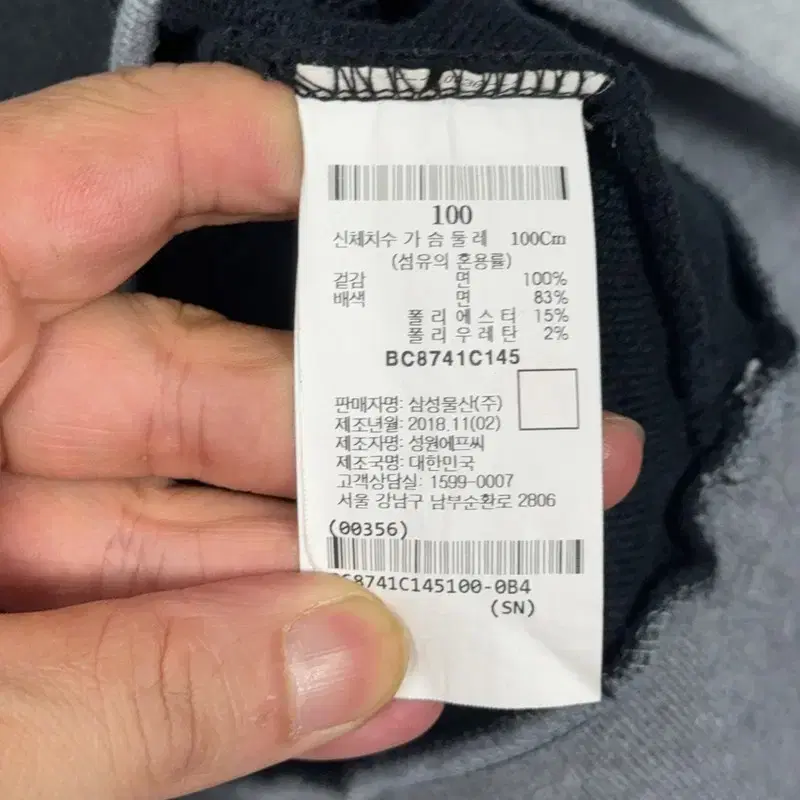 100
신체치수 가 슴 둘 레 100Cm
(섬유의 혼용률)
겉감 면 100%
배색 면 83%
폴 리 에 스 터 15%
폴 리 우 레 탄 2%
BC8741C145
판매자명: 삼성물산(주)
제조년월: 2018.11(02)
제조자명: 성원에프씨
제조국명: 대한민국
고객상담실: 1599-0007
서울 강남구 남부순환로 2806
(00356)
C8741C145100-0B4
(SN)